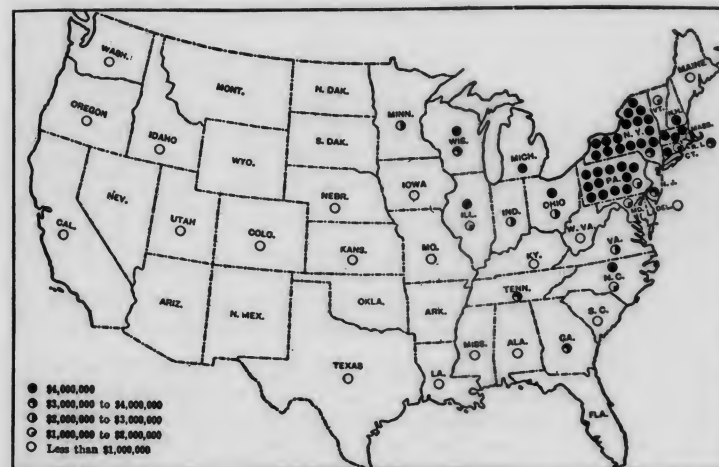 WASH.
MAINE
MONT.
N. DAK.
MINN.
VT.
OREGON
N.Y.
MASS.
IDAHO
S. DAK.
WIS.
R.I.
CT.
WYO.
MICH.
PA.
N.J.
NEV.
NEBR.
IOWA
OHIO
MD.
DEL.
UTAH
ILL.
IND.
W. VA.
CAL.
COLO.
KANS.
MO.
KY.
VA.
N.C.
ARIZ.
N. MEX.
OKLA.
TENN.
ARK.
S. C.
MISS.
ALA.
GA.
TEXAS
LA.
FLA.
$4,000,000
$3,000,000 to $4,000,000
$2,000,000 to $3,000,000
$1,000,000 to $2,000,000
Less than $1,000,000